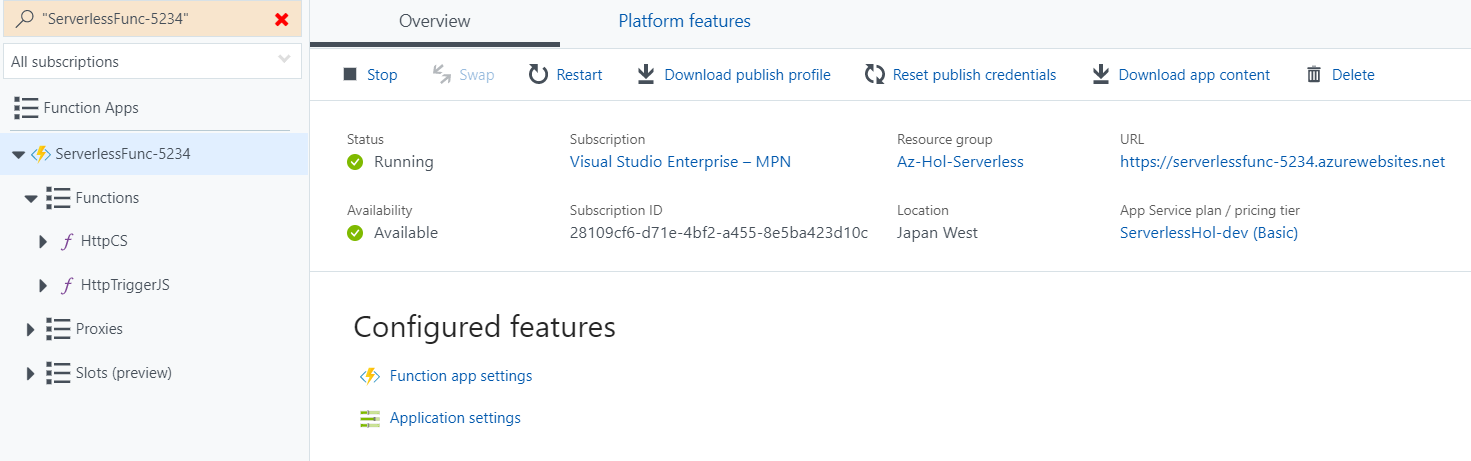 "ServerlessFunc-5234"
All subscriptions
Function Apps
ServerlessFunc-5234
Functions
HttpCS
HttpTriggerJS
Proxies
Slots (preview)
Overview Platform features
Stop Swap Restart Download publish profile Reset publish credentials Download app content Delete
Status Subscription Resource group URL
Running Visual Studio Enterprise – MPN Az-Hol-Serverless https://serverlessfunc-5234.azurewebsites.net
Availability Subscription ID Location App Service plan / pricing tier
Available 28109cf6-d71e-4bf2-a455-8e5ba423d10c Japan West ServerlessHol-dev (Basic)
Configured features
Function app settings
Application settings